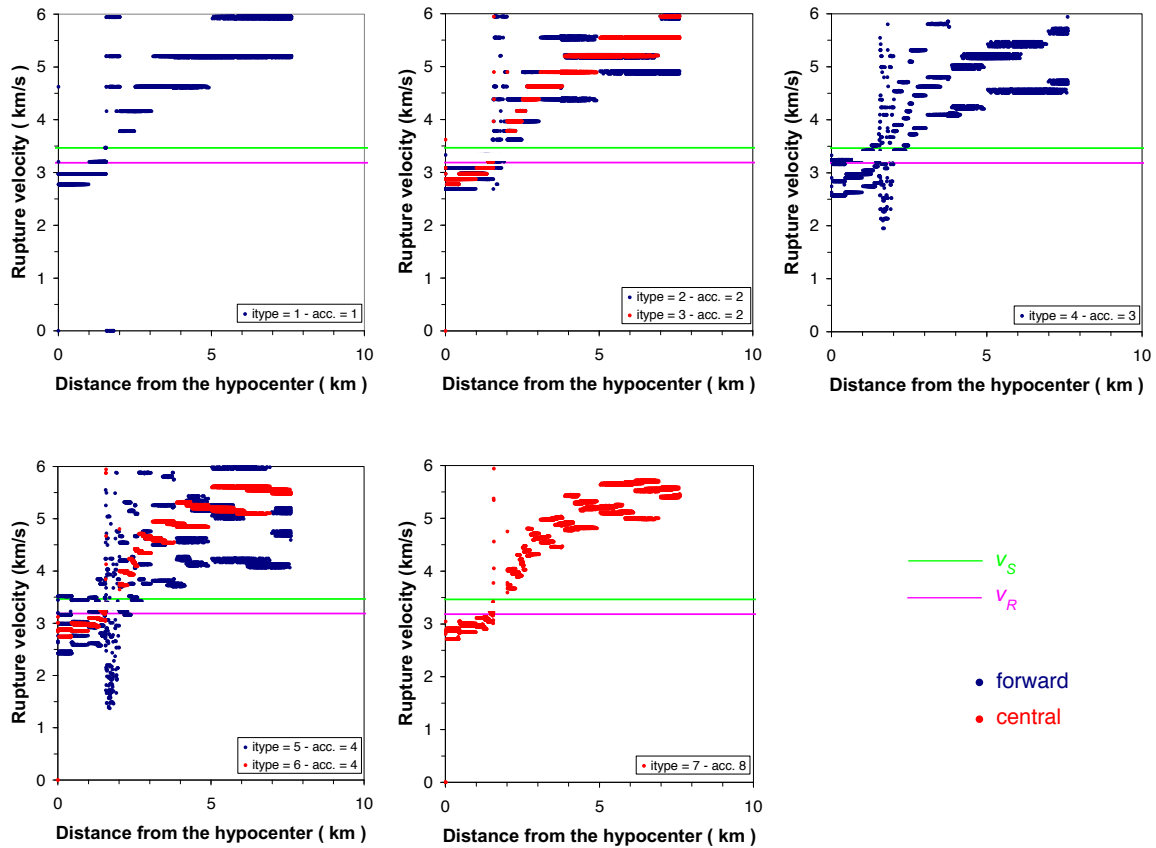 6
5
4
3
2
1
0
Rupture velocity ( km/s)
itype = 1 - acc. = 1
0
5
10
Distance from the hypocenter ( km )
6
5
4
3
2
1
0
Rupture velocity (km/s)
itype = 2 - acc. = 2
itype = 3 - acc. = 2
0
5
10
Distance from the hypocenter ( km )
6
5
4
3
2
1
0
Rupture velocity (km/s)
itype = 4 - acc. = 3
0
5
10
Distance from the hypocenter ( km )
6
5
4
3
2
1
0
Rupture velocity (km/s)
itype = 5 - acc. = 4
itype = 6 - acc. = 4
0
5
10
Distance from the hypocenter ( km )
6
5
4
3
2
1
0
Rupture velocity (km/s)
itype = 7 - acc. 8
0
5
10
Distance from the hypocenter ( km )
v_S
v_R
forward
central